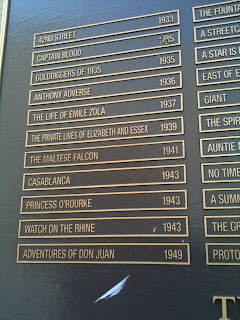 42ND STREET 1933
CAPTAIN BLOOD
GOLDDIGGERS OF 1935 1935
ANTHONY ADVERSE 1936
THE LIFE OF EMILE ZOLA 1937
THE PRIVATE LIVES OF ELIZABETH AND ESSEX 1939
THE MALTESE FALCON 1941
CASABLANCA 1943
PRINCESS O'ROURKE 1943
WATCH ON THE RHINE 1943
ADVENTURES OF DON JUAN 1949
THE FOUNTA
A STREETC
A STAR IS
EAST OF E
GIANT
THE SPIR
AUNTIE
NO TIME
A SUMM
THE GR
PROTO
T